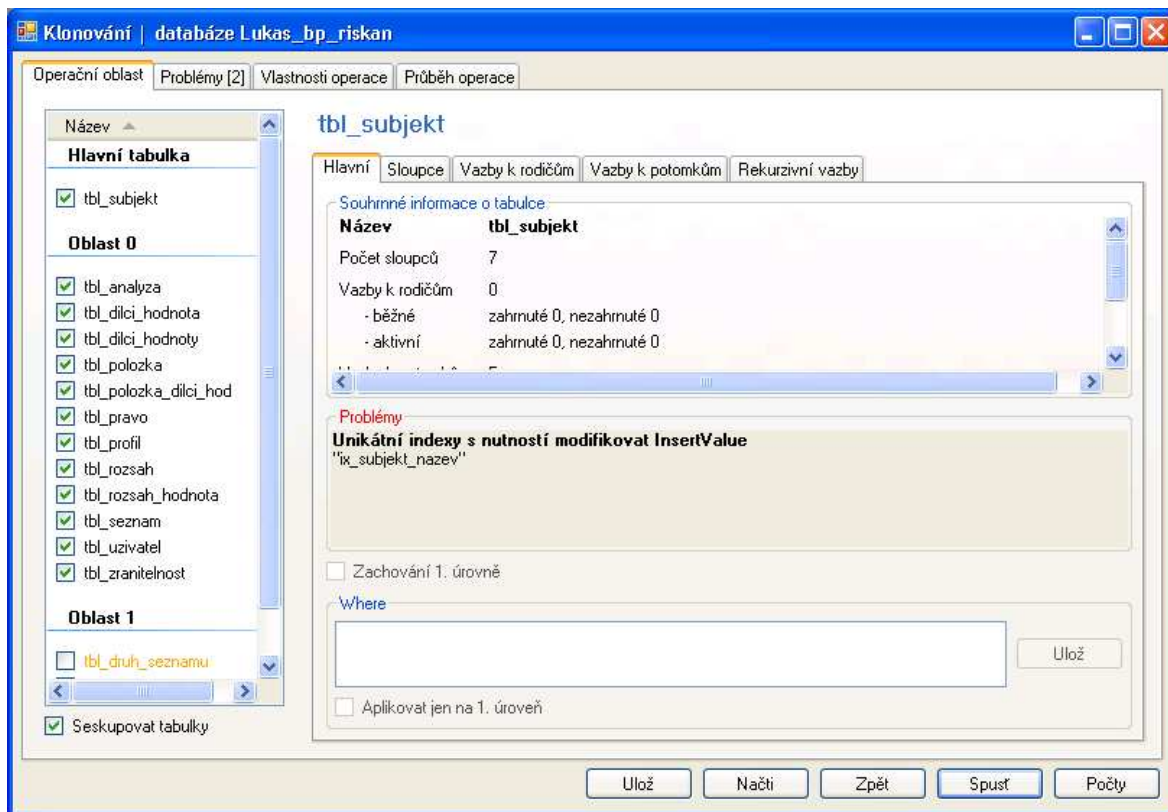 Klonování | databáze Lukas_bp_riskan
Operační oblast
Problémy [2]
Vlastnosti operace
Průběh operace
Název
Hlavní tabulka
tbl_subjekt
Oblast 0
tbl_analyza
tbl_dilci_hodnota
tbl_dilci_hodnoty
tbl_polozka
tbl_polozka_dilci_hod
tbl_pravo
tbl_profil
tbl_rozsah
tbl_rozsah_hodnota
tbl_seznam
tbl_uzivatel
tbl_zranitelnost
Oblast 1
tbl_druh_seznamu
Seskupovat tabulky
tbl_subjekt
Hlavní
Sloupce
Vazby k rodičům
Vazby k potomkům
Rekurzivní vazby
Souhrnné informace o tabulce
Název tbl_subjekt
Počet sloupců 7
Vazby k rodičům 0
- běžné zahrnuté 0, nezahrnuté 0
- aktivní zahrnuté 0, nezahrnuté 0
Problémy
Unikátní indexy s nutností modifikovat InsertValue
"ix_subjekt_nazev"
Zachování 1. úrovně
Where
Ulož
Aplikovat jen na 1. úroveň
Ulož
Načti
Zpět
Spusť
Počty